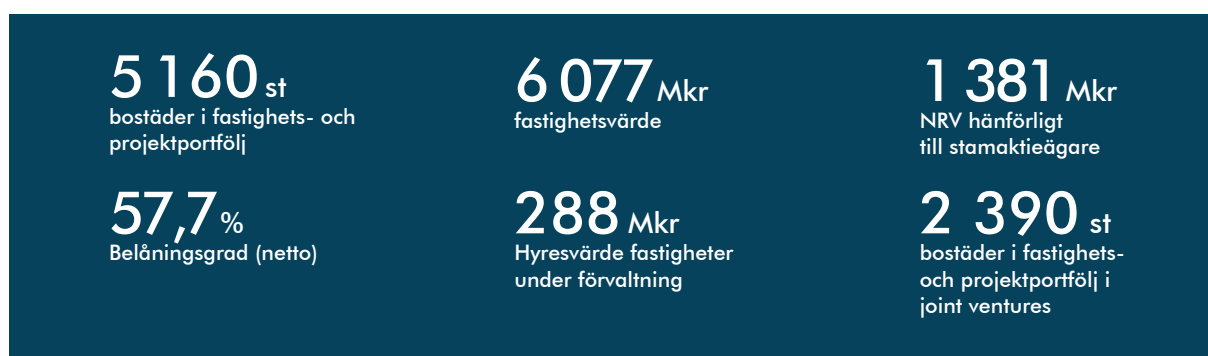 5 160 st
bostäder i fastighets- och
projektportfölj
6 077 Mkr
fastighetsvärde
1 381 Mkr
NRV hänförligt
till stamaktieägare
57,7 %
Belåningsgrad (netto)
288 Mkr
Hyresvärde fastigheter
under förvaltning
2 390 st
bostäder i fastighets-
och projektportfölj i
joint ventures